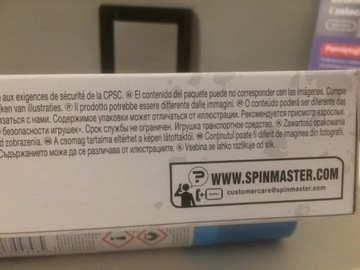 aux exigences de sécurité de la CPSC. El contenido del paquete puede no corresponder con las imágenes. Cumple
ken van illustraties. Il prodotto potrebbe essere differente dalle immagini. O conteúdo poderá ser diferente das
язаться с нами. Содержимое упаковки может отличаться от иллюстрации. Рекомендуется присмотр взрослых.
безопасности игрушек». Срок службы не ограничен. Игрушка транспортное средство. Zawartość opakowania
d zobrazenia. A csomag tartalma eltérhet a képen látottaktól. Conținutul poate fi diferit de imaginea din fotografii.
Съдържанието може да се различава от илюстрациите. Vsebina se lahko razlikuje od slik.
WWW.SPINMASTER.COM
customercare@spinmaster.com